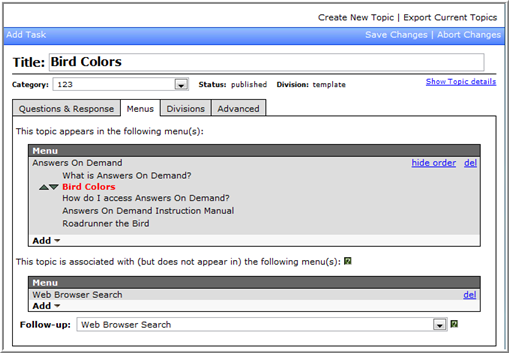 Create New Topic | Export Current Topics
Add Task Save Changes | Abort Changes
Title: Bird Colors
Category: 123 Status: published Division: template Show Topic details
Questions & Response Menus Divisions Advanced
This topic appears in the following menu(s):
Menu
Answers On Demand hide order del
What is Answers On Demand?
Bird Colors
How do I access Answers On Demand?
Answers On Demand Instruction Manual
Roadrunner the Bird
Add
This topic is associated with (but does not appear in) the following menu(s): ?
Menu
Web Browser Search del
Add
Follow-up: Web Browser Search ?